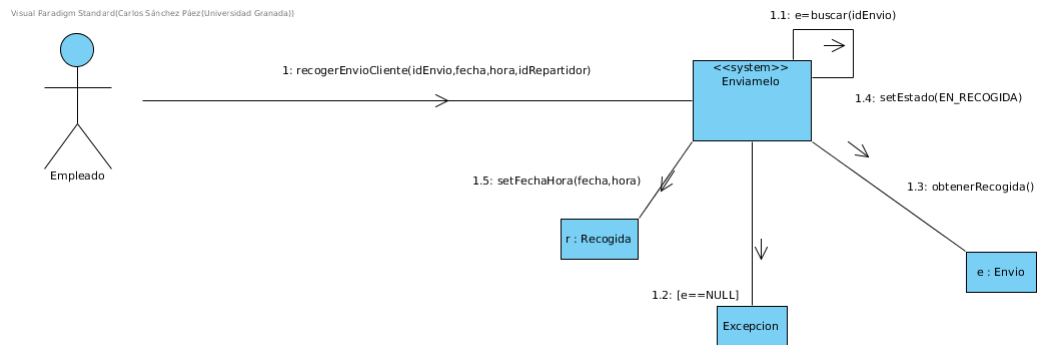 Visual Paradigm Standard(Carlos Sánchez Páez(Universidad Granada))
1.1: e=buscar(idEnvio)
1: recogerEnvioCliente(idEnvio,fecha,hora,idRepartidor)
<<system>>
Enviamelo
1.4: setEstado(EN_RECOGIDA)
Empleado
1.5: setFechaHora(fecha,hora)
1.3: obtenerRecogida()
r : Recogida
e : Envio
1.2: [e==NULL]
Excepcion